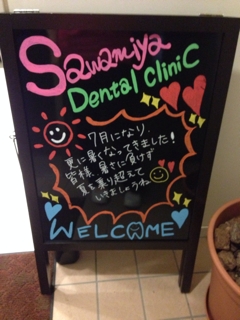 Sawamiya
Dental cliniC
7月になり、
更に暑くなってきました!
皆様、暑さに負けず
夏を乗り越えて
いきましょうね
WELCOME